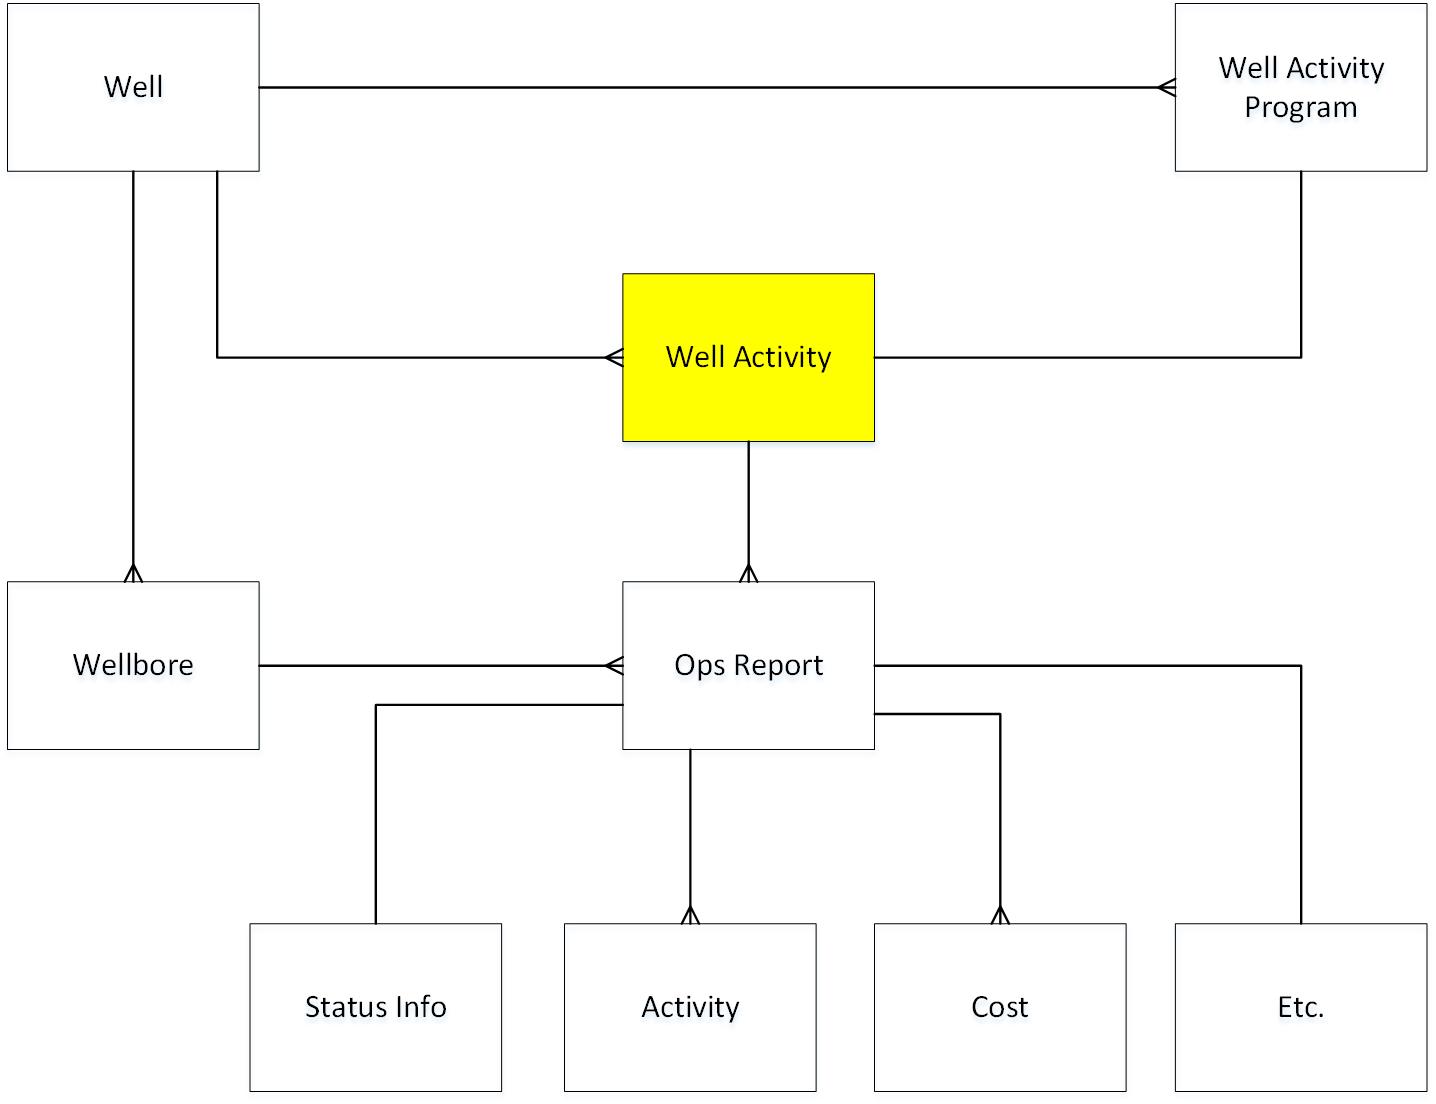 Well
Well Activity
Program
Well Activity
Wellbore
Ops Report
Status Info
Activity
Cost
Etc.